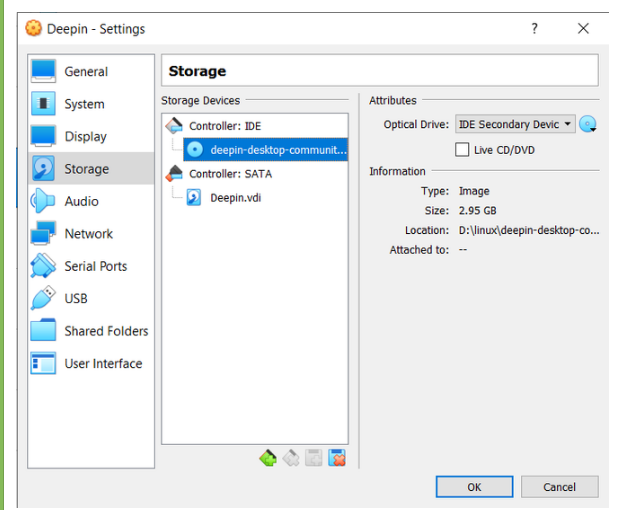 Deepin - Settings
?
General
System
Display
Storage
Audio
Network
Serial Ports
USB
Shared Folders
User Interface
Storage
Storage Devices
Controller: IDE
deepin-desktop-communit...
Controller: SATA
Deepin.vdi
Attributes
Optical Drive: IDE Secondary Devic
Live CD/DVD
Information
Type: Image
Size: 2.95 GB
Location: D:\linux\deepin-desktop-co...
Attached to: --
OK
Cancel